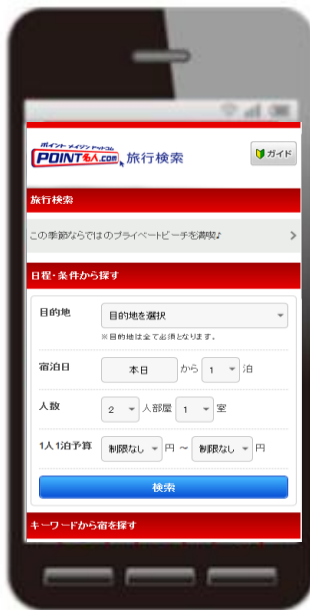 ポイント メイジン ドットコム
POINT名人.com 旅行検索
ガイド
旅行検索
この季節ならではのプライベートビーチを満喫♪
日程・条件から探す
目的地 目的地を選択
※目的地は全て必須となります。
宿泊日 本日 から 1 泊
人数 2 人部屋 1 室
1人1泊予算 制限なし 円 ～ 制限なし 円
検索
キーワードから宿を探す